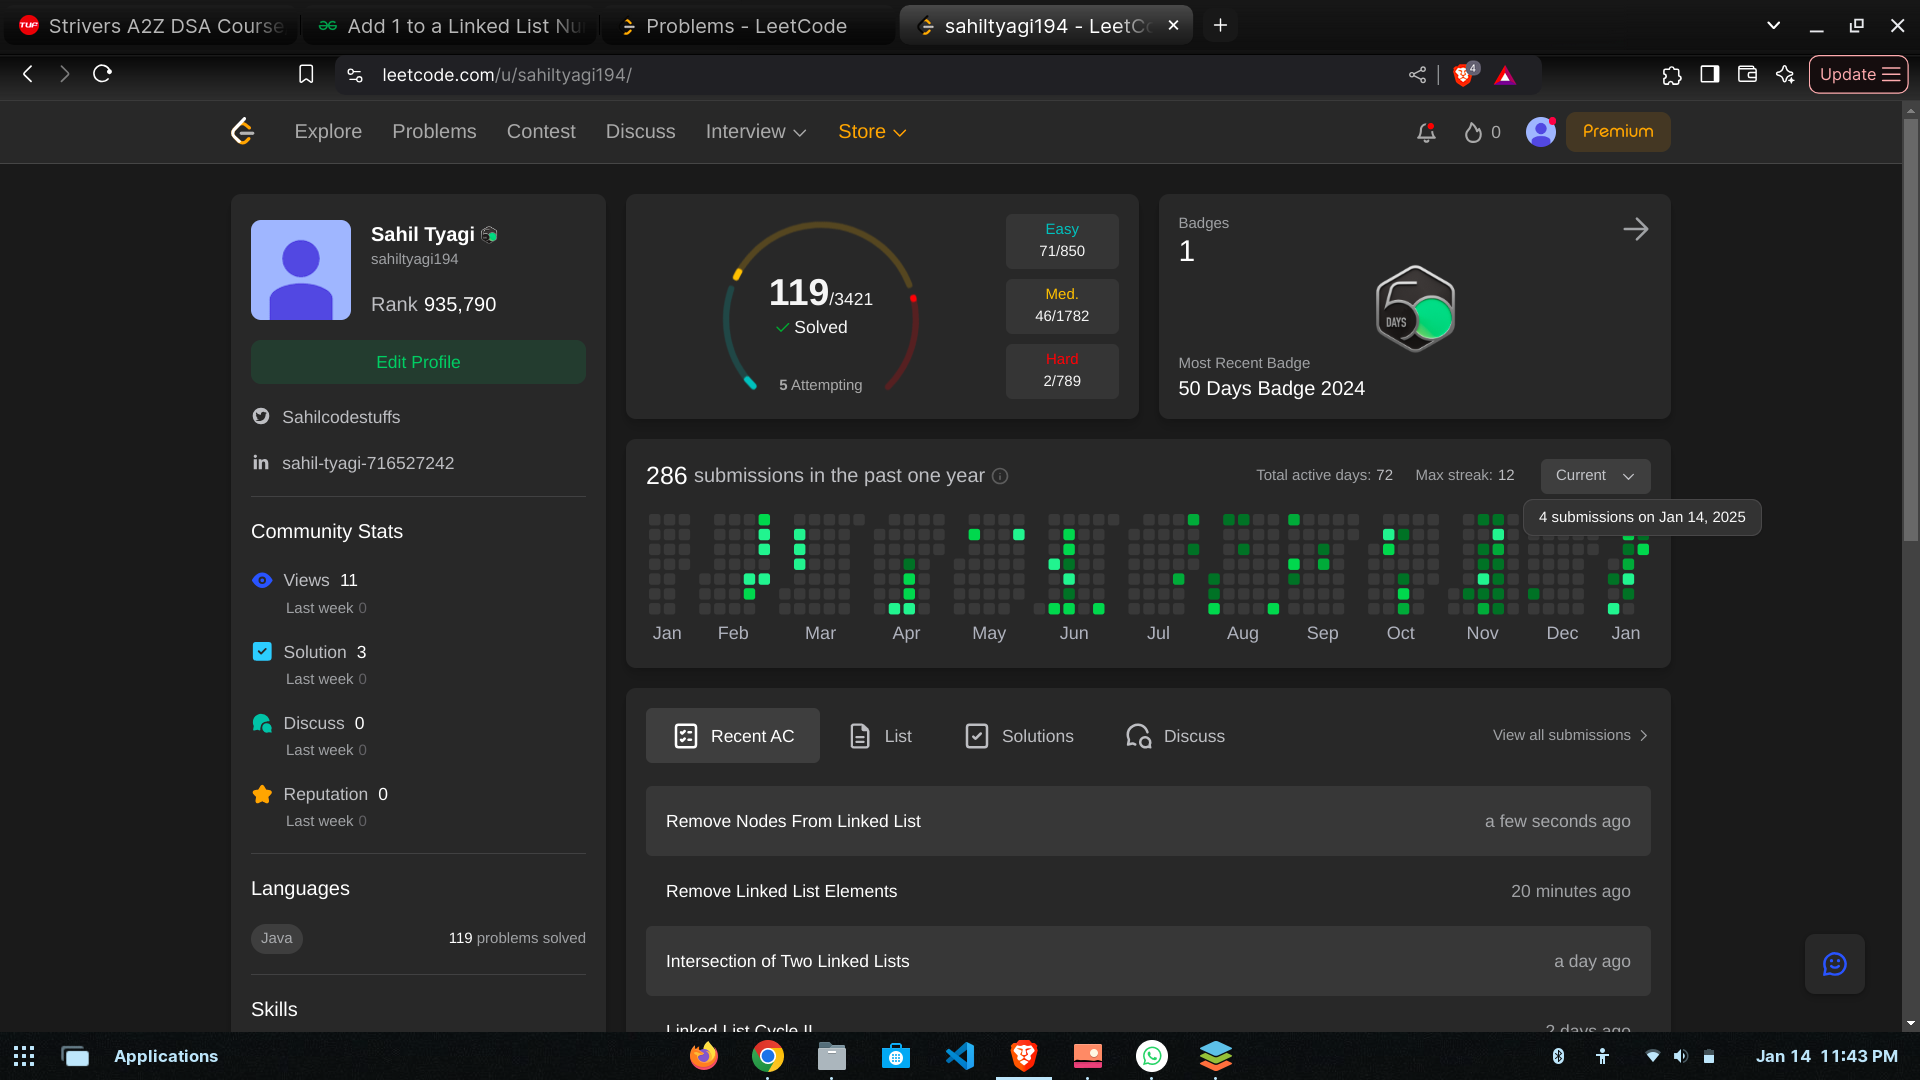 Strivers A2Z DSA Course
Add 1 to a Linked List Nu
Problems - LeetCode
sahiltyagi194 - LeetCo
leetcode.com/u/sahiltyagi194/
4
Update
Explore
Problems
Contest
Discuss
Interview
Store
0
Premium
Sahil Tyagi
sahiltyagi194
Rank 935,790
Edit Profile
Sahilcodestuffs
sahil-tyagi-716527242
Community Stats
Views 11
Last week 0
Solution 3
Last week 0
Discuss 0
Last week 0
Reputation 0
Last week 0
Languages
Java
119 problems solved
Skills
119/3421
Solved
5 Attempting
Easy
71/850
Med.
46/1782
Hard
2/789
Badges
1
50
DAYS
Most Recent Badge
50 Days Badge 2024
286 submissions in the past one year
Total active days: 72
Max streak: 12
Current
4 submissions on Jan 14, 2025
Jan Feb Mar Apr May Jun Jul Aug Sep Oct Nov Dec Jan
Recent AC
List
Solutions
Discuss
View all submissions
Remove Nodes From Linked List
a few seconds ago
Remove Linked List Elements
20 minutes ago
Intersection of Two Linked Lists
a day ago
Linked List Cycle II
2 days ago
Applications
Jan 14 11:43 PM